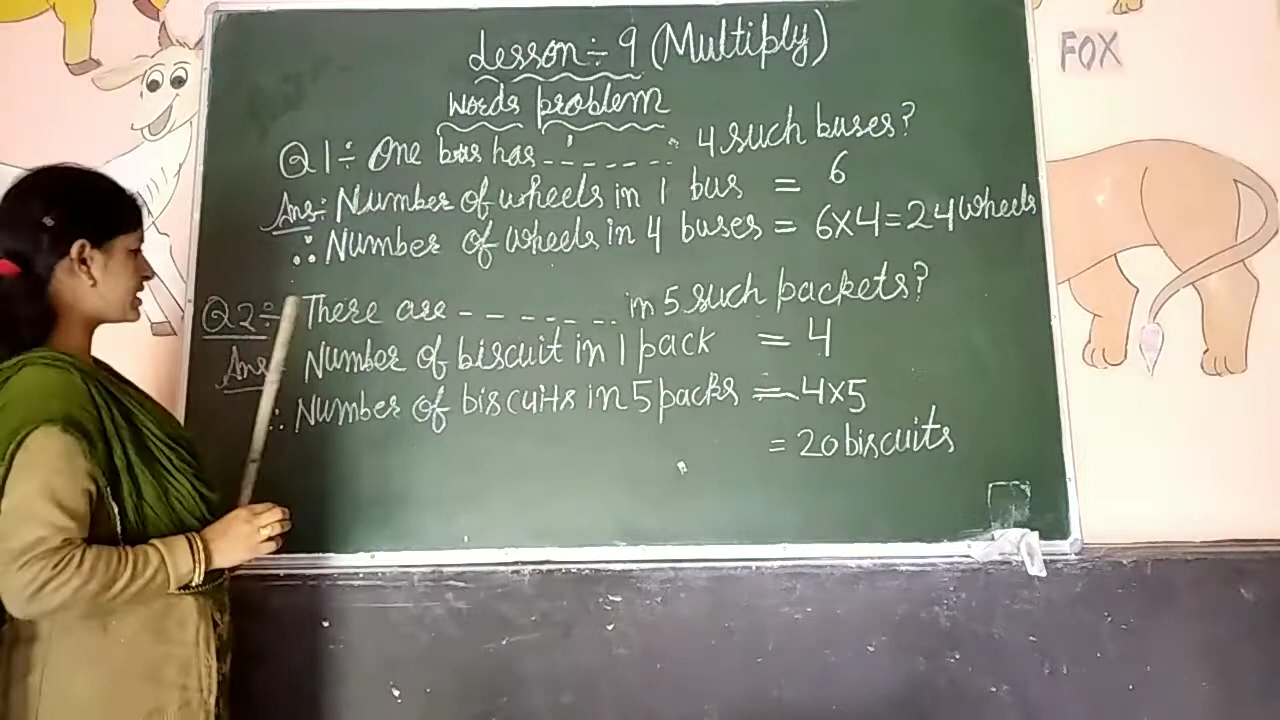 Lesson÷9 (Multiply)
Words problem
Q1÷ One bus has ------- 4 such buses?
Ans: Number of wheels in 1 bus = 6
∴ Number of wheels in 4 buses = 6×4=24 wheels
Q2÷ There are ------- in 5 such packets?
Ans: Number of biscuit in 1 pack = 4
∴ Number of biscuits in 5 packs = 4×5
= 20 biscuits
FOX